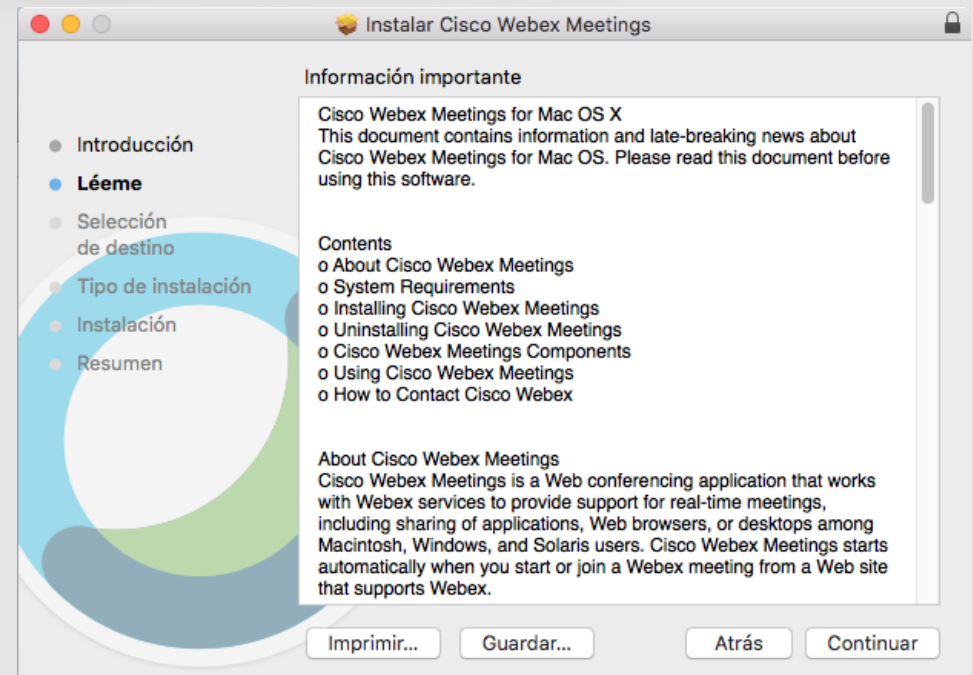 Instalar Cisco Webex Meetings
Información importante
Introducción
Léeme
Selección
de destino
Tipo de instalación
Instalación
Resumen
Cisco Webex Meetings for Mac OS X
This document contains information and late-breaking news about
Cisco Webex Meetings for Mac OS. Please read this document before
using this software.
Contents
o About Cisco Webex Meetings
o System Requirements
o Installing Cisco Webex Meetings
o Uninstalling Cisco Webex Meetings
o Cisco Webex Meetings Components
o Using Cisco Webex Meetings
o How to Contact Cisco Webex
About Cisco Webex Meetings
Cisco Webex Meetings is a Web conferencing application that works
with Webex services to provide support for real-time meetings,
including sharing of applications, Web browsers, or desktops among
Macintosh, Windows, and Solaris users. Cisco Webex Meetings starts
automatically when you start or join a Webex meeting from a Web site
that supports Webex.
Imprimir...
Guardar...
Atrás
Continuar